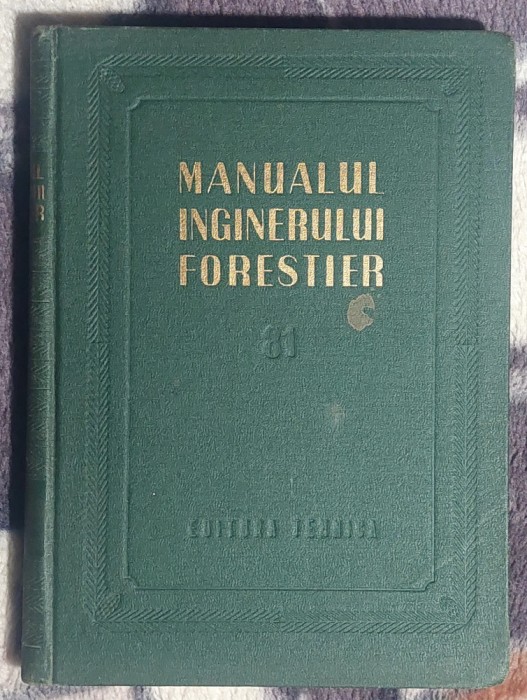 MANUALUL
INGINERULUI
FORESTIER
81
EDITURA TEHNICA